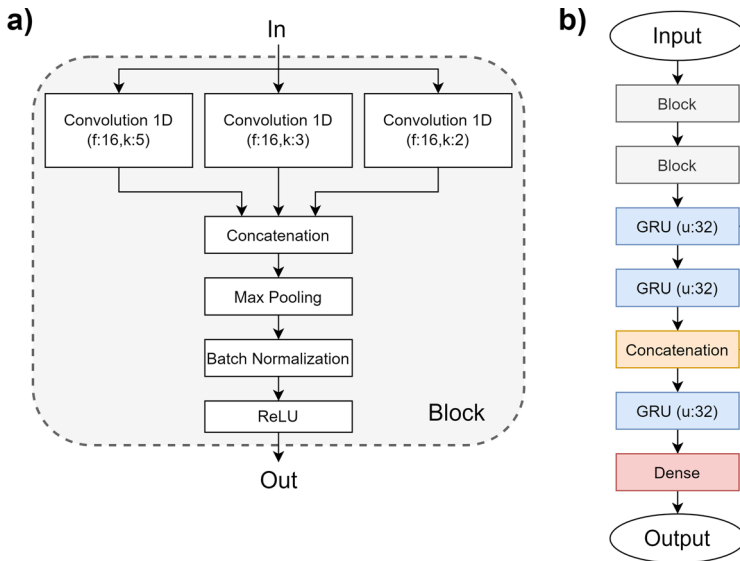 a)
In
Convolution 1D
(f:16,k:5)
Convolution 1D
(f:16,k:3)
Convolution 1D
(f:16,k:2)
Concatenation
Max Pooling
Batch Normalization
ReLU
Block
Out
b)
Input
Block
Block
GRU (u:32)
GRU (u:32)
Concatenation
GRU (u:32)
Dense
Output